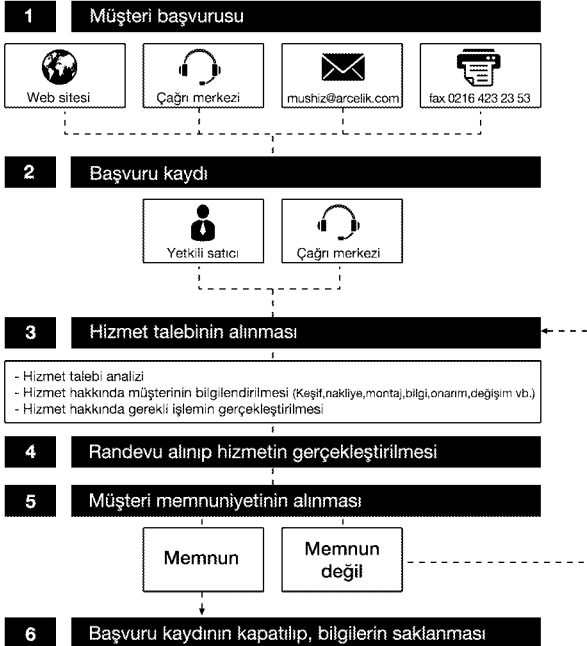 1 Müşteri başvurusu
Web sitesi
Çağrı merkezi
mushiz@arcelik.com
fax 0216 423 23 53
2 Başvuru kaydı
Yetkili satıcı
Çağrı merkezi
3 Hizmet talebinin alınması
- Hizmet talebi analizi
- Hizmet hakkında müşterinin bilgilendirilmesi (Keşif,nakliye,montaj,bilgi,onarım,değişim vb.)
- Hizmet hakkında gerekli işlemin gerçekleştirilmesi
4 Randevu alınıp hizmetin gerçekleştirilmesi
5 Müşteri memnuniyetinin alınması
Memnun
Memnun
değil
6 Başvuru kaydının kapatılıp, bilgilerin saklanması